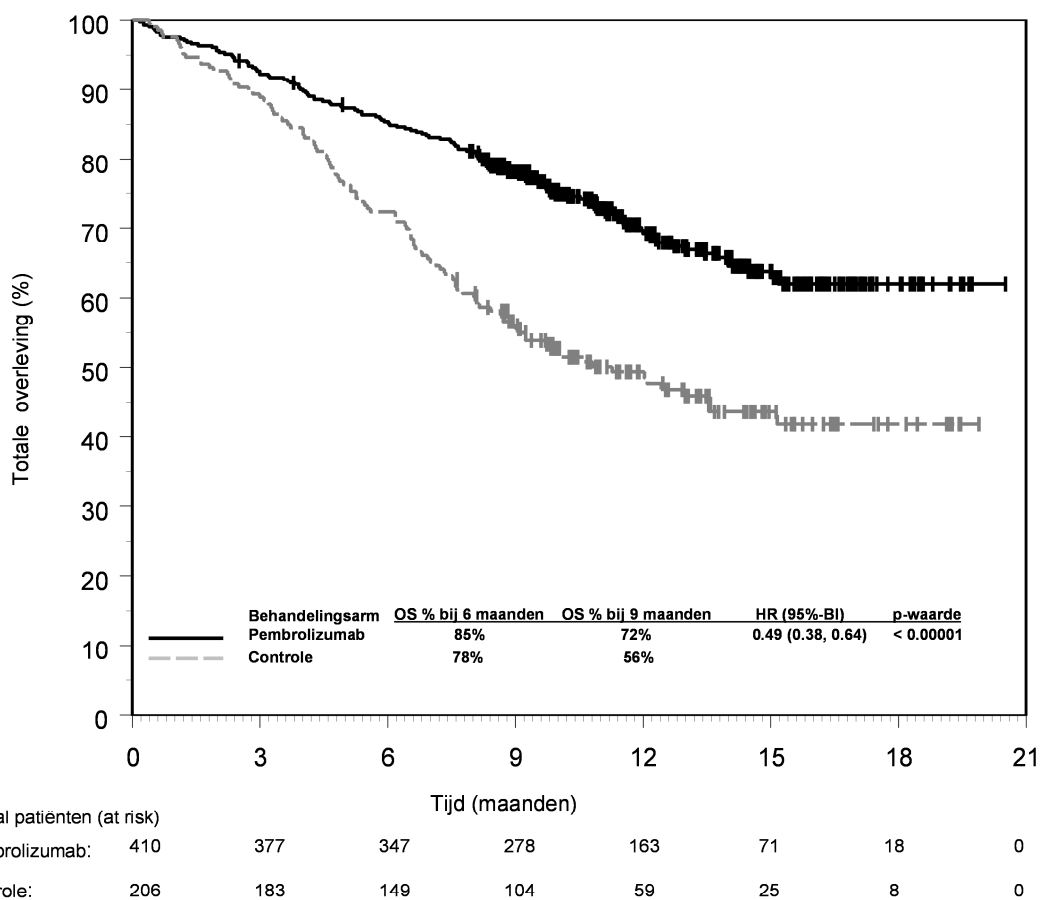 100
90
80
70
60
50
40
30
20
10
0
Totale overleving (%)
Behandelingsarm OS % bij 6 maanden OS % bij 9 maanden HR (95%-BI) p-waarde
Pembrolizumab 85% 72% 0.49 (0.38, 0.64) < 0.00001
Controle 78% 56%
0 3 6 9 12 15 18 21
Tijd (maanden)
al patiënten (at risk)
brolizumab: 410 377 347 278 163 71 18 0
role: 206 183 149 104 59 25 8 0